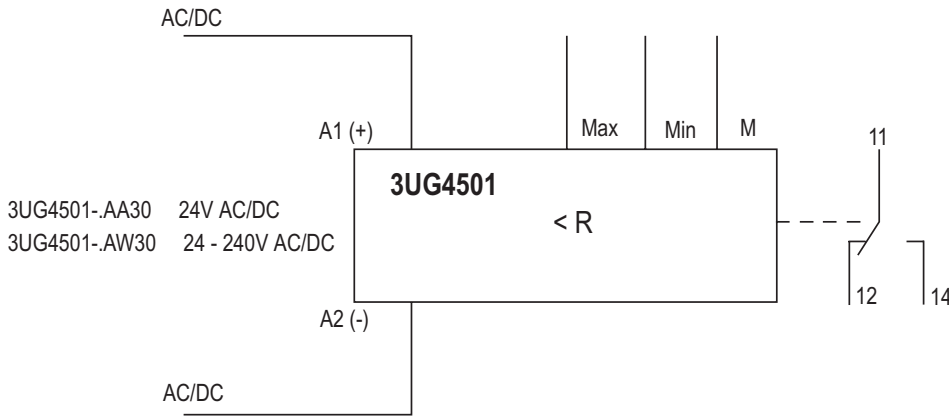 AC/DC
A1 (+)
Max
Min
M
11
3UG4501
3UG4501-.AA30 24V AC/DC
< R
3UG4501-.AW30 24 - 240V AC/DC
12
14
A2 (-)
AC/DC